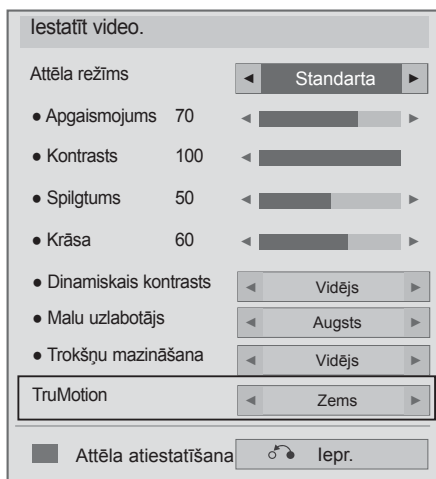 Iestatīt video.
Attēla režīms ◄ Standarta ►
● Apgaismojums 70 ◄ ►
● Kontrasts 100 ◄
● Spilgtums 50 ◄ ►
● Krāsa 60 ◄ ►
● Dinamiskais kontrasts ◄ Vidējs ►
● Malu uzlabotājs ◄ Augsts ►
● Trokšņu mazināšana ◄ Vidējs ►
TruMotion ◄ Zems ►
Attēla atiestatīšana Iepr.